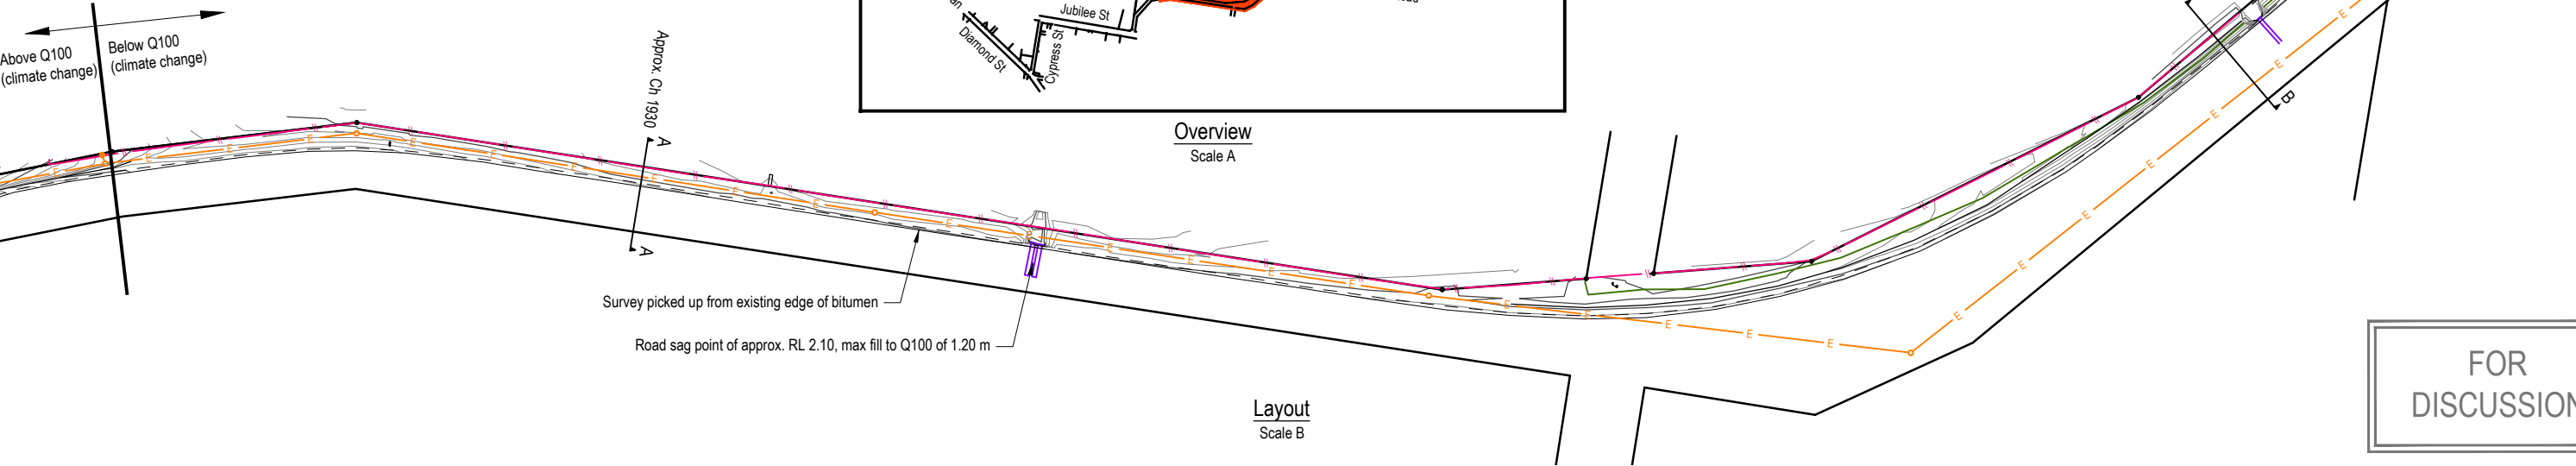 Above Q100
(climate change)
Below Q100
(climate change)
Approx. Ch 1930
A
A
Survey picked up from existing edge of bitumen
Road sag point of approx. RL 2.10, max fill to Q100 of 1.20 m
Jubilee St
Diamond St
Cypress St
Overview
Scale A
Layout
Scale B
B
FOR
DISCUSSION
E E E E E E E E E E E E E E E E E E E E E E E E E E E